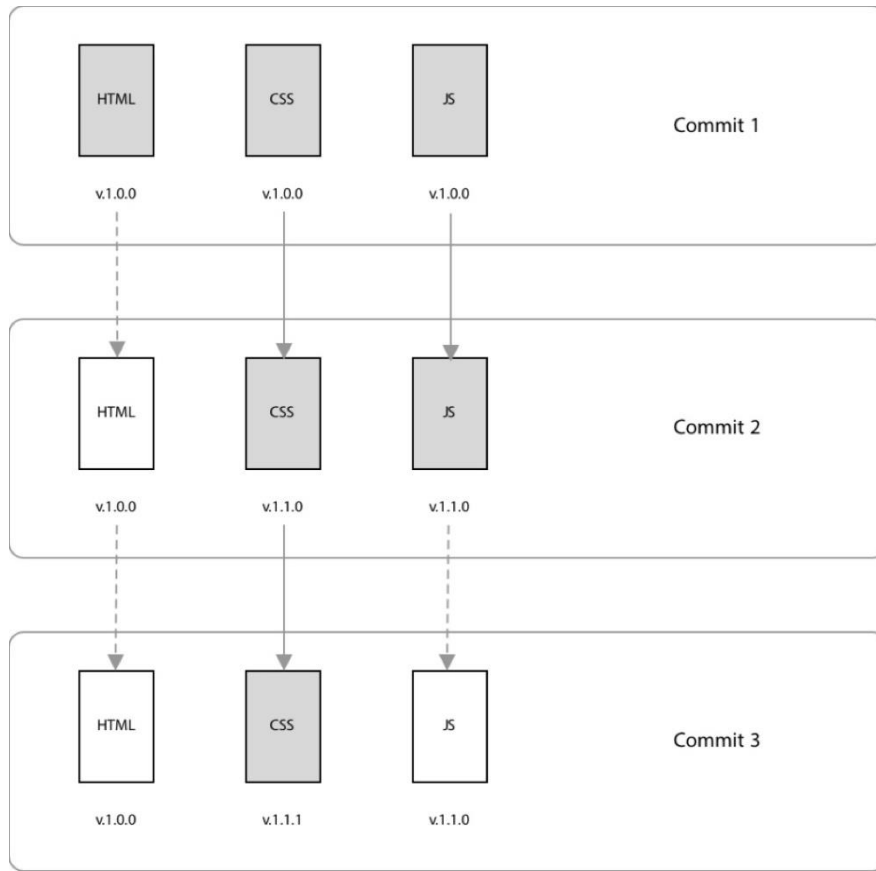 HTML CSS JS
Commit 1
v.1.0.0 v.1.0.0 v.1.0.0
HTML CSS JS
Commit 2
v.1.0.0 v.1.1.0 v.1.1.0
HTML CSS JS
Commit 3
v.1.0.0 v.1.1.1 v.1.1.0